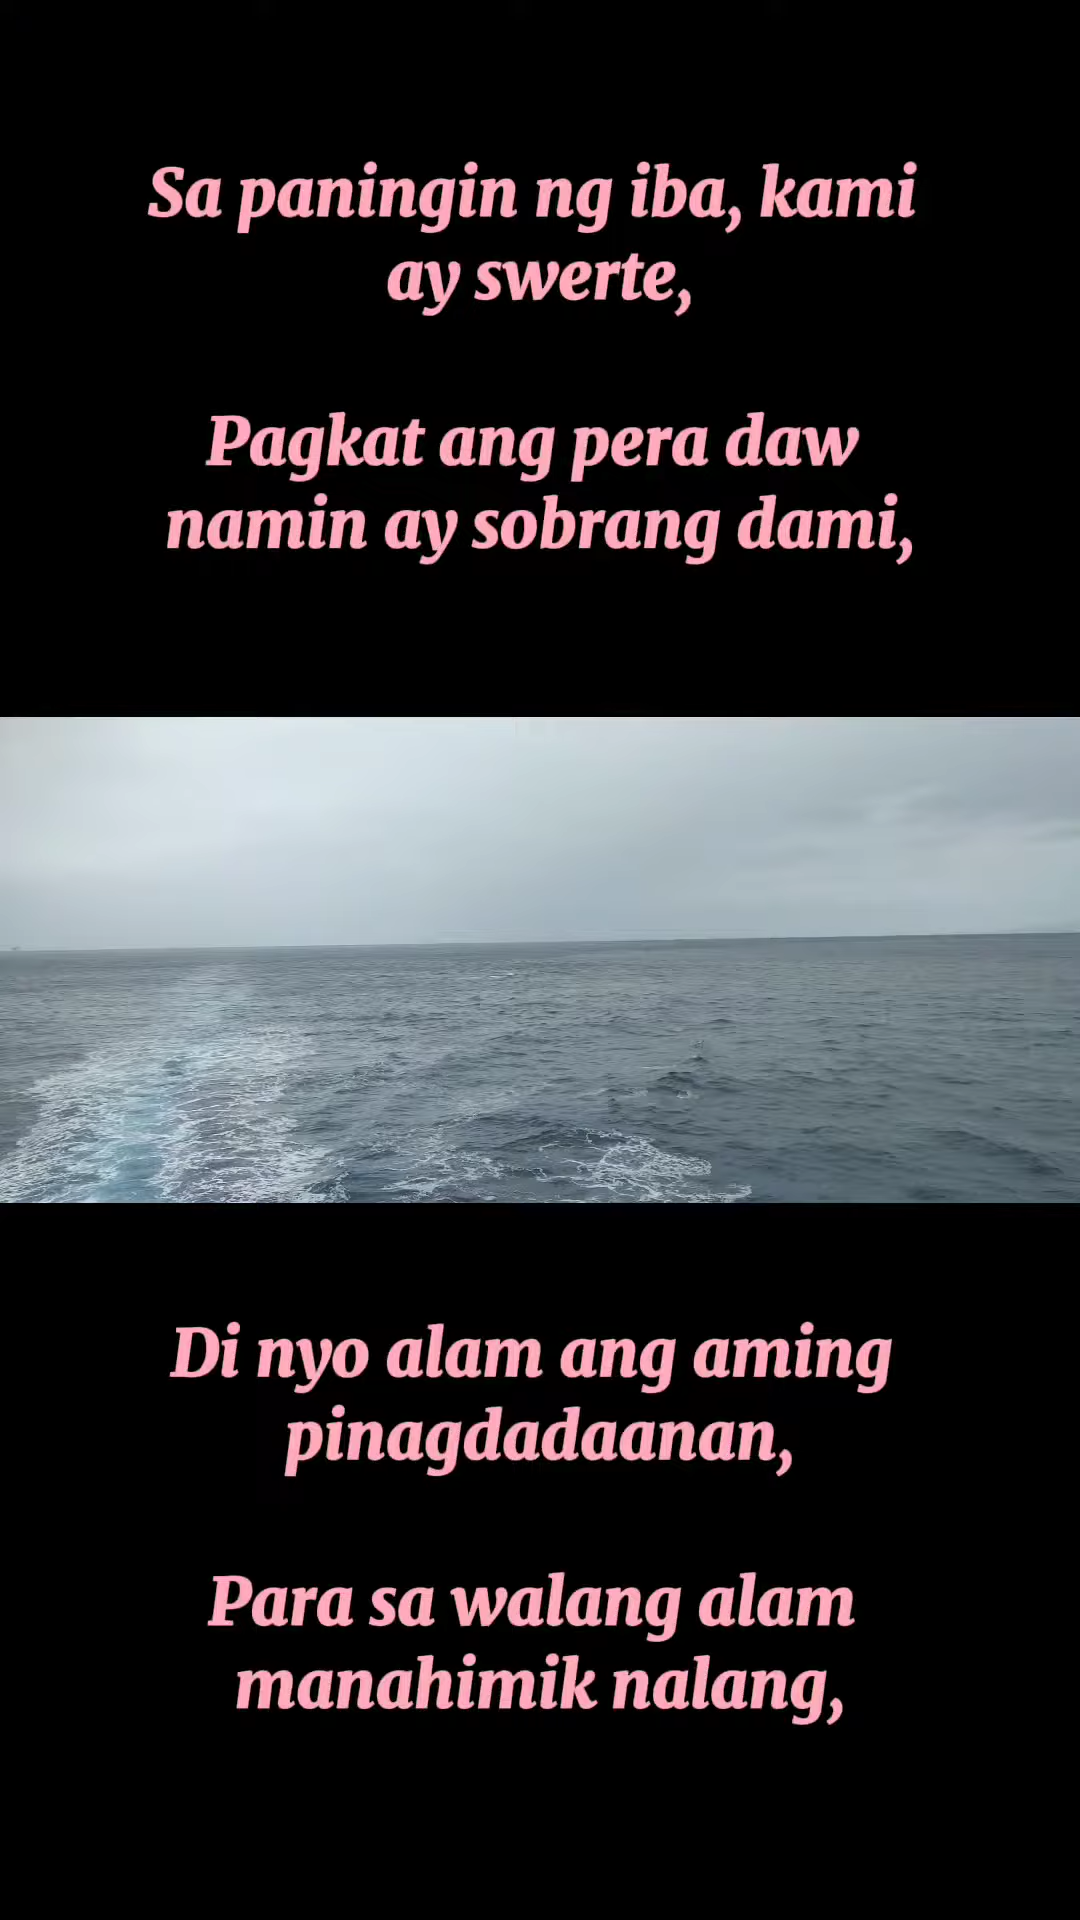 Sa paningin ng iba, kami
ay swerte,
Pagkat ang pera daw
namin ay sobrang dami,
Di nyo alam ang aming
pinagdadaanan,
Para sa walang alam
manahimik nalang,